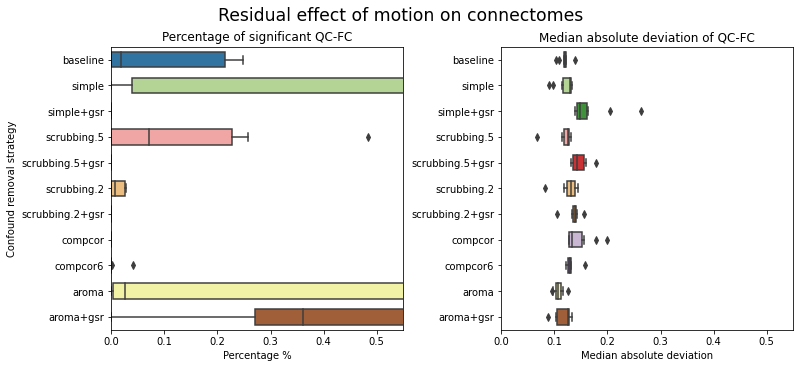 Residual effect of motion on connectomes
Percentage of significant QC-FC
Confound removal strategy
baseline
simple
simple+gsr
scrubbing.5
scrubbing.5+gsr
scrubbing.2
scrubbing.2+gsr
compcor
compcor6
aroma
aroma+gsr
0.0 0.1 0.2 0.3 0.4 0.5
Percentage %
Median absolute deviation of QC-FC
baseline
simple
simple+gsr
scrubbing.5
scrubbing.5+gsr
scrubbing.2
scrubbing.2+gsr
compcor
compcor6
aroma
aroma+gsr
0.0 0.1 0.2 0.3 0.4 0.5
Median absolute deviation